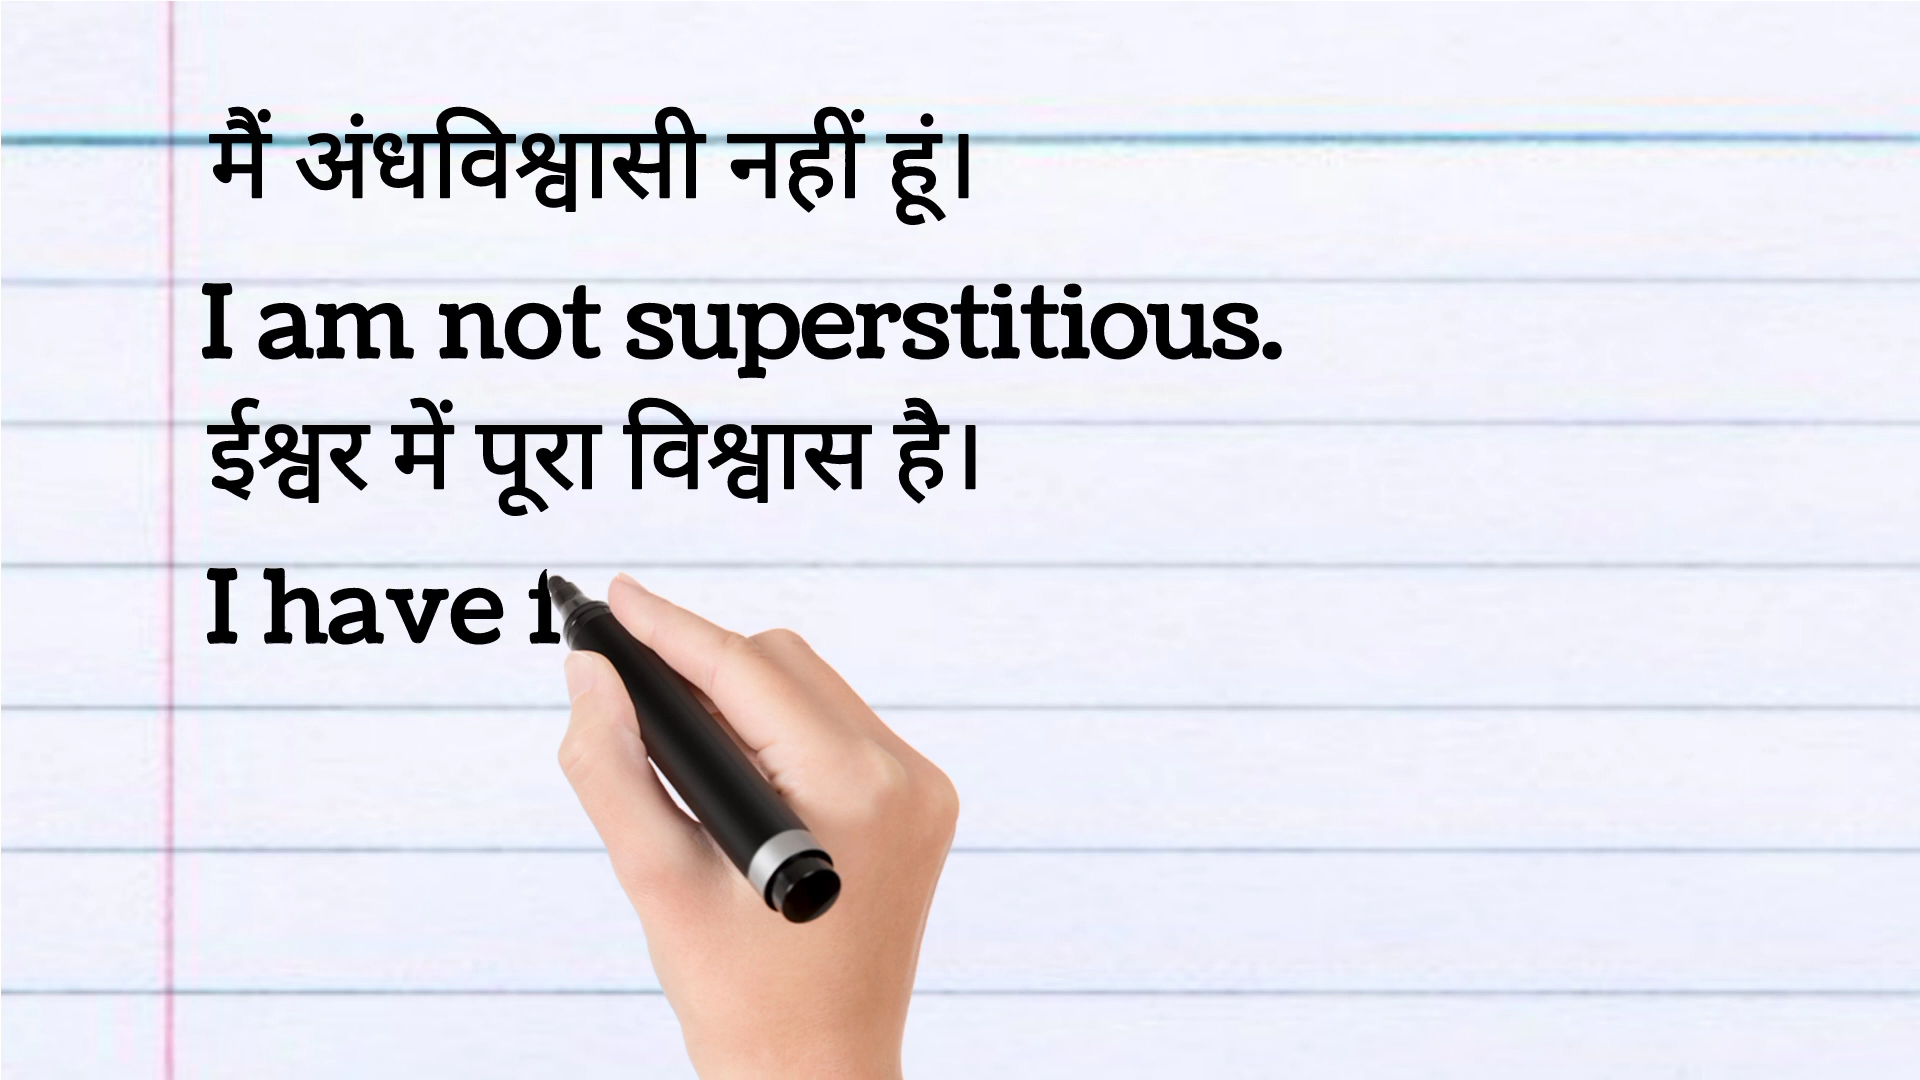 मैं अंधविश्वासी नहीं हूं।
I am not superstitious.
ईश्वर में पूरा विश्वास है।
I have